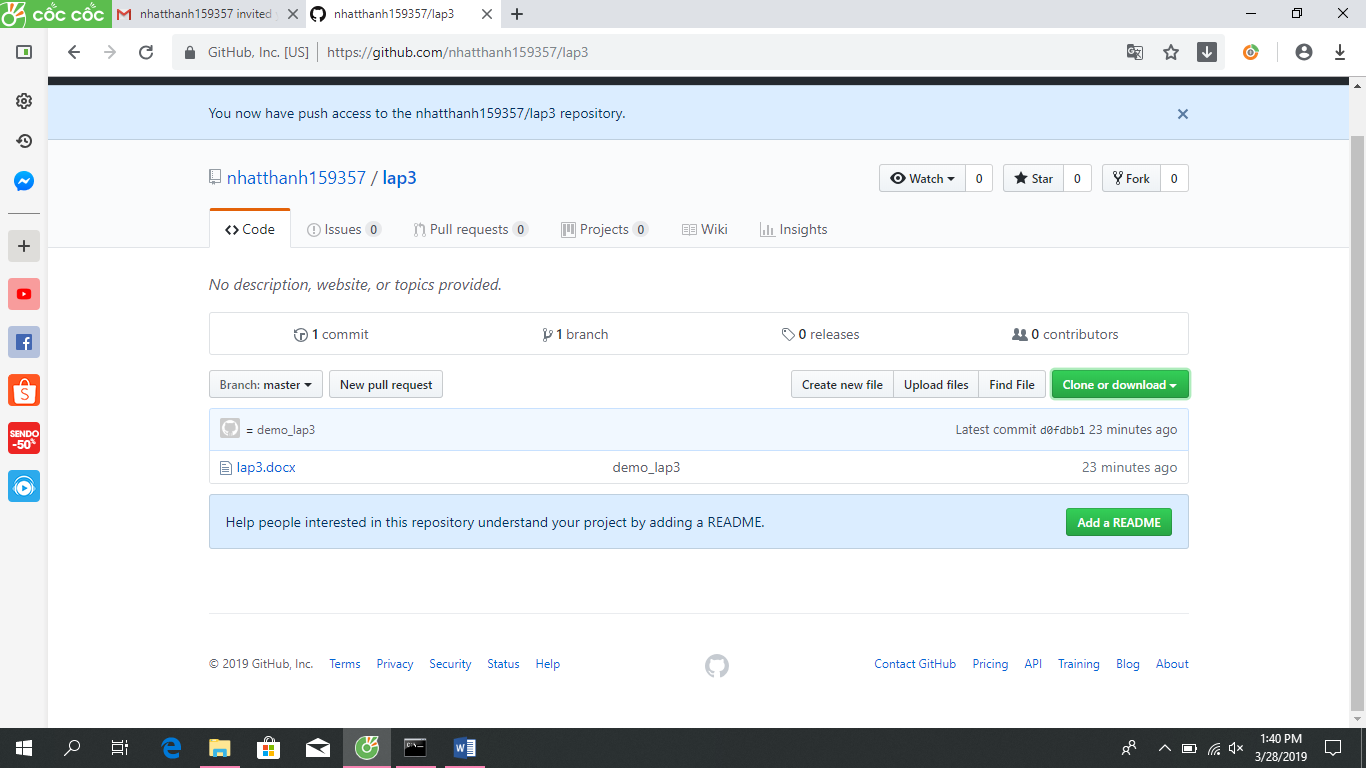 CỐC CỐC
nhatthanh159357 invited
nhatthanh159357/lap3
GitHub, Inc. [US] https://github.com/nhatthanh159357/lap3
You now have push access to the nhatthanh159357/lap3 repository.
nhatthanh159357 / lap3
Watch 0 Star 0 Fork 0
Code Issues 0 Pull requests 0 Projects 0 Wiki Insights
No description, website, or topics provided.
1 commit 1 branch 0 releases 0 contributors
Branch: master New pull request Create new file Upload files Find File Clone or download
= demo_lap3 Latest commit d0fdbb1 23 minutes ago
lap3.docx demo_lap3 23 minutes ago
SENDO
-50%
Help people interested in this repository understand your project by adding a README. Add a README
© 2019 GitHub, Inc. Terms Privacy Security Status Help Contact GitHub Pricing API Training Blog About
1:40 PM
3/28/2019